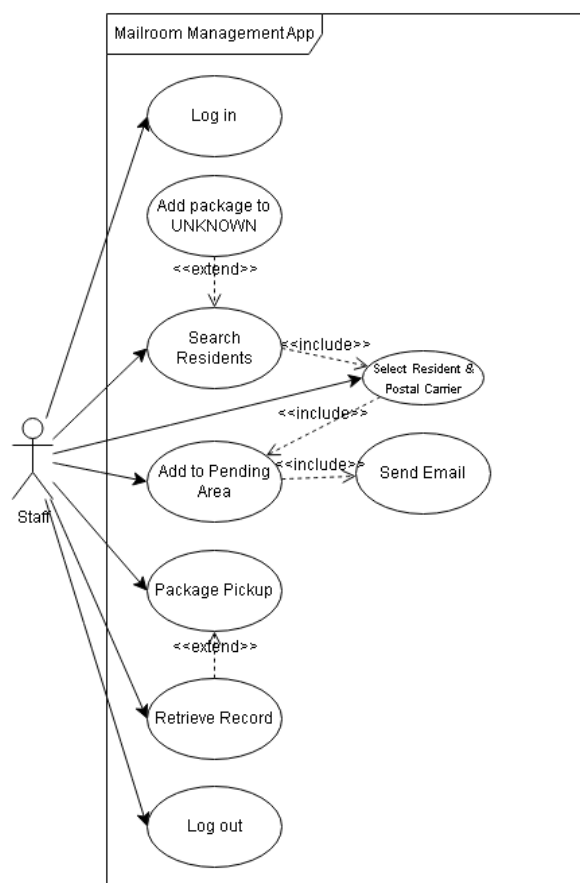 Mailroom Management App
Log in
Add package to
UNKNOWN
<<extend>>
Search
Residents
<<include>>
Select Resident &
Postal Carrier
<<include>>
Add to Pending
Area
<<include>>
Send Email
Staff
Package Pickup
<<extend>>
Retrieve Record
Log out